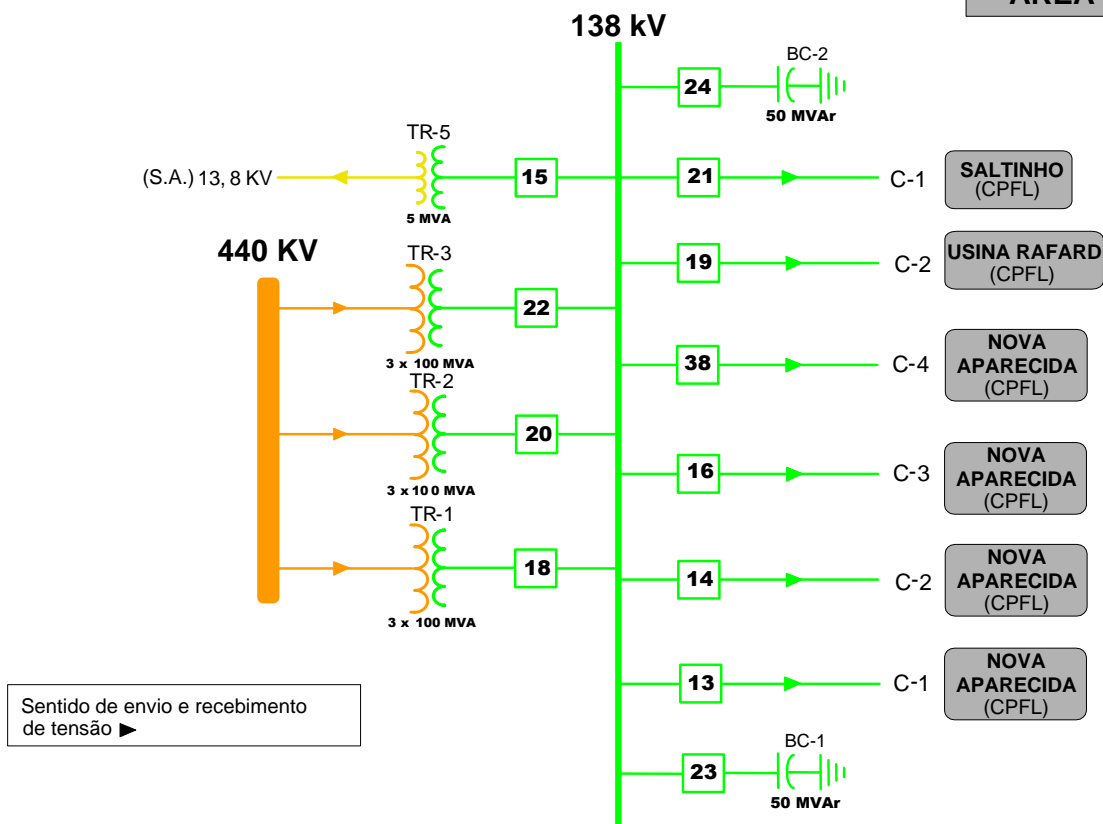 ÁREA
138 kV
BC-2
24
50 MVAr
TR-5
(S.A.) 13, 8 KV
15
5 MVA
21
C-1
SALTINHO
(CPFL)
440 KV
TR-3
22
3 x 100 MVA
19
C-2
USINA RAFARD
(CPFL)
TR-2
20
3 x 10 0 MVA
38
C-4
NOVA
APARECIDA
(CPFL)
TR-1
18
3 x 100 MVA
16
C-3
NOVA
APARECIDA
(CPFL)
14
C-2
NOVA
APARECIDA
(CPFL)
13
C-1
NOVA
APARECIDA
(CPFL)
Sentido de envio e recebimento
de tensão ►
BC-1
23
50 MVAr